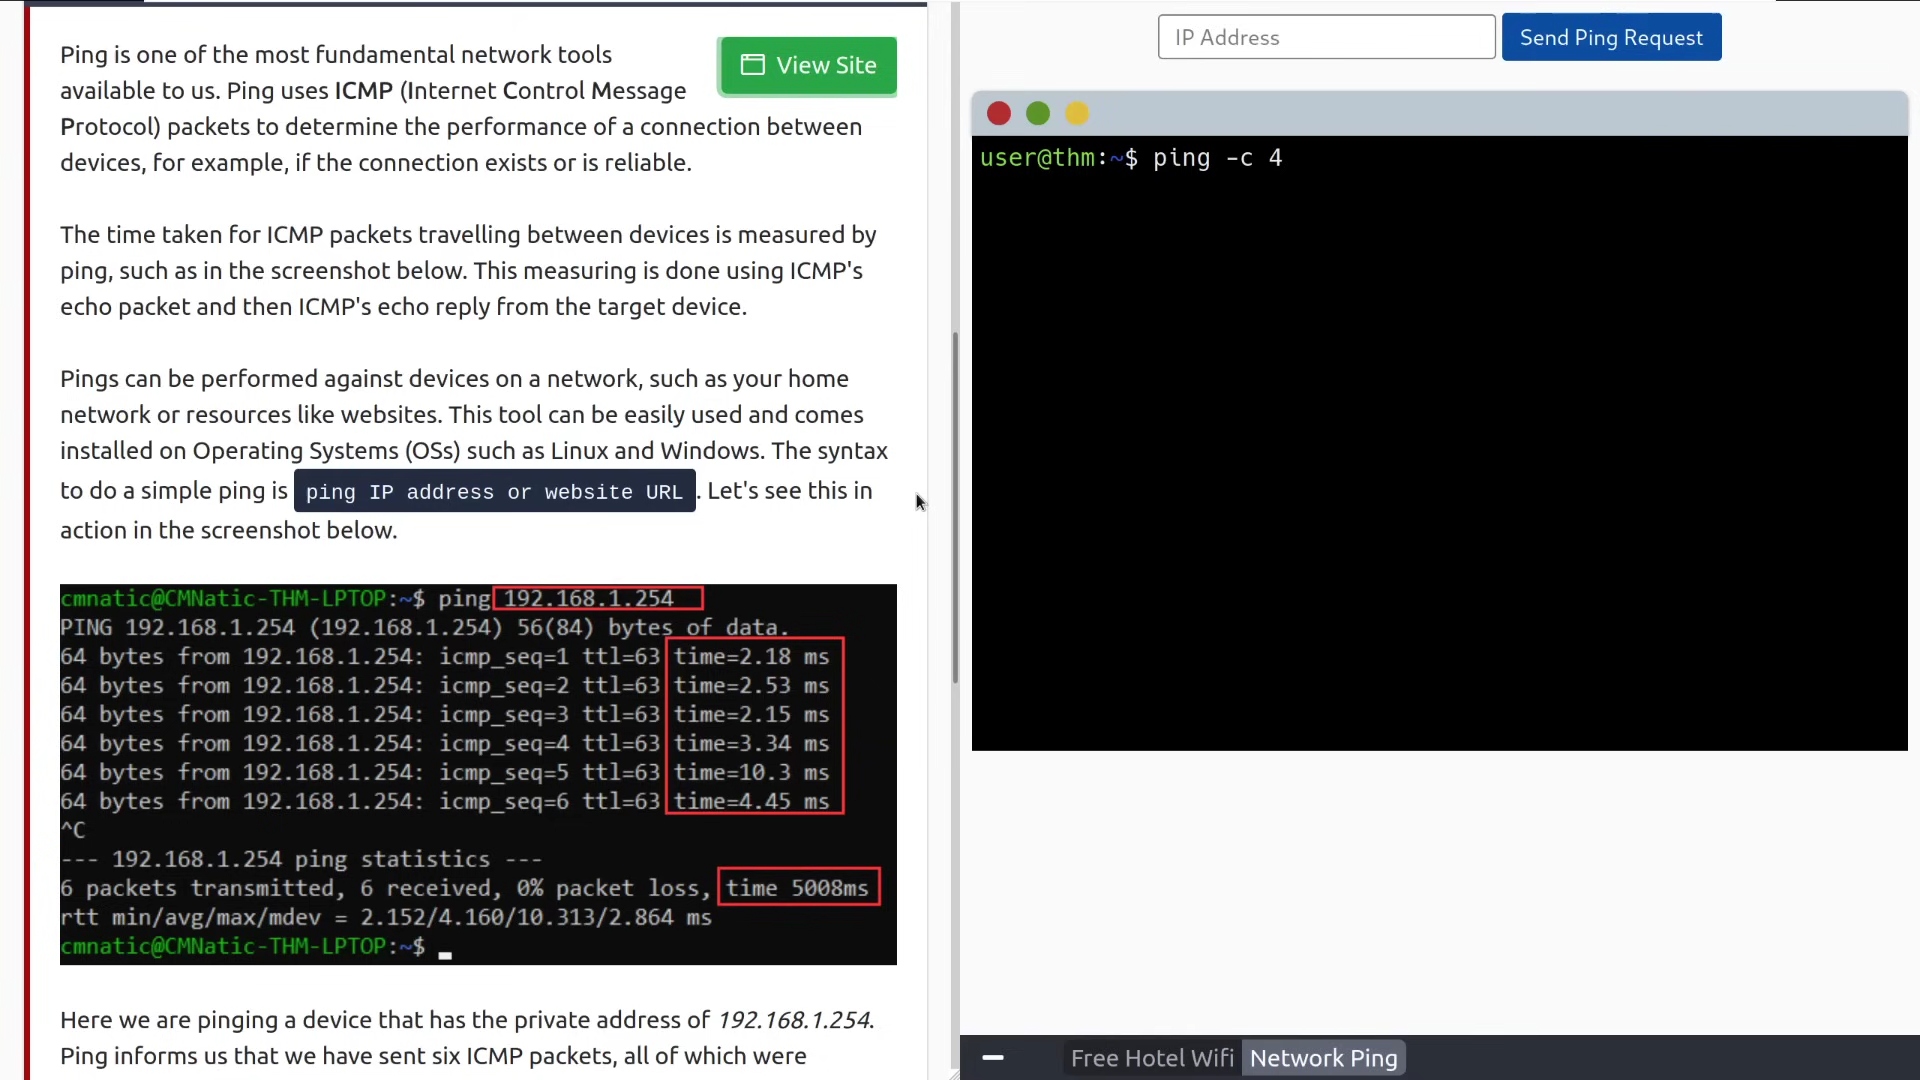 Ping is one of the most fundamental network tools
available to us. Ping uses ICMP (Internet Control Message
Protocol) packets to determine the performance of a connection between
devices, for example, if the connection exists or is reliable.
View Site
The time taken for ICMP packets travelling between devices is measured by
ping, such as in the screenshot below. This measuring is done using ICMP's
echo packet and then ICMP's echo reply from the target device.
Pings can be performed against devices on a network, such as your home
network or resources like websites. This tool can be easily used and comes
installed on Operating Systems (OSs) such as Linux and Windows. The syntax
to do a simple ping is ping IP address or website URL. Let's see this in
action in the screenshot below.
cmnatic@CMNatic-THM-LPTOP:~$ ping 192.168.1.254
PING 192.168.1.254 (192.168.1.254) 56(84) bytes of data.
64 bytes from 192.168.1.254: icmp_seq=1 ttl=63 time=2.18 ms
64 bytes from 192.168.1.254: icmp_seq=2 ttl=63 time=2.53 ms
64 bytes from 192.168.1.254: icmp_seq=3 ttl=63 time=2.15 ms
64 bytes from 192.168.1.254: icmp_seq=4 ttl=63 time=3.34 ms
64 bytes from 192.168.1.254: icmp_seq=5 ttl=63 time=10.3 ms
64 bytes from 192.168.1.254: icmp_seq=6 ttl=63 time=4.45 ms
^C
--- 192.168.1.254 ping statistics ---
6 packets transmitted, 6 received, 0% packet loss, time 5008ms
rtt min/avg/max/mdev = 2.152/4.160/10.313/2.864 ms
cmnatic@CMNatic-THM-LPTOP:~$
Here we are pinging a device that has the private address of 192.168.1.254.
Ping informs us that we have sent six ICMP packets, all of which were
IP Address
Send Ping Request
user@thm:~$ ping -c 4
Free Hotel Wifi
Network Ping